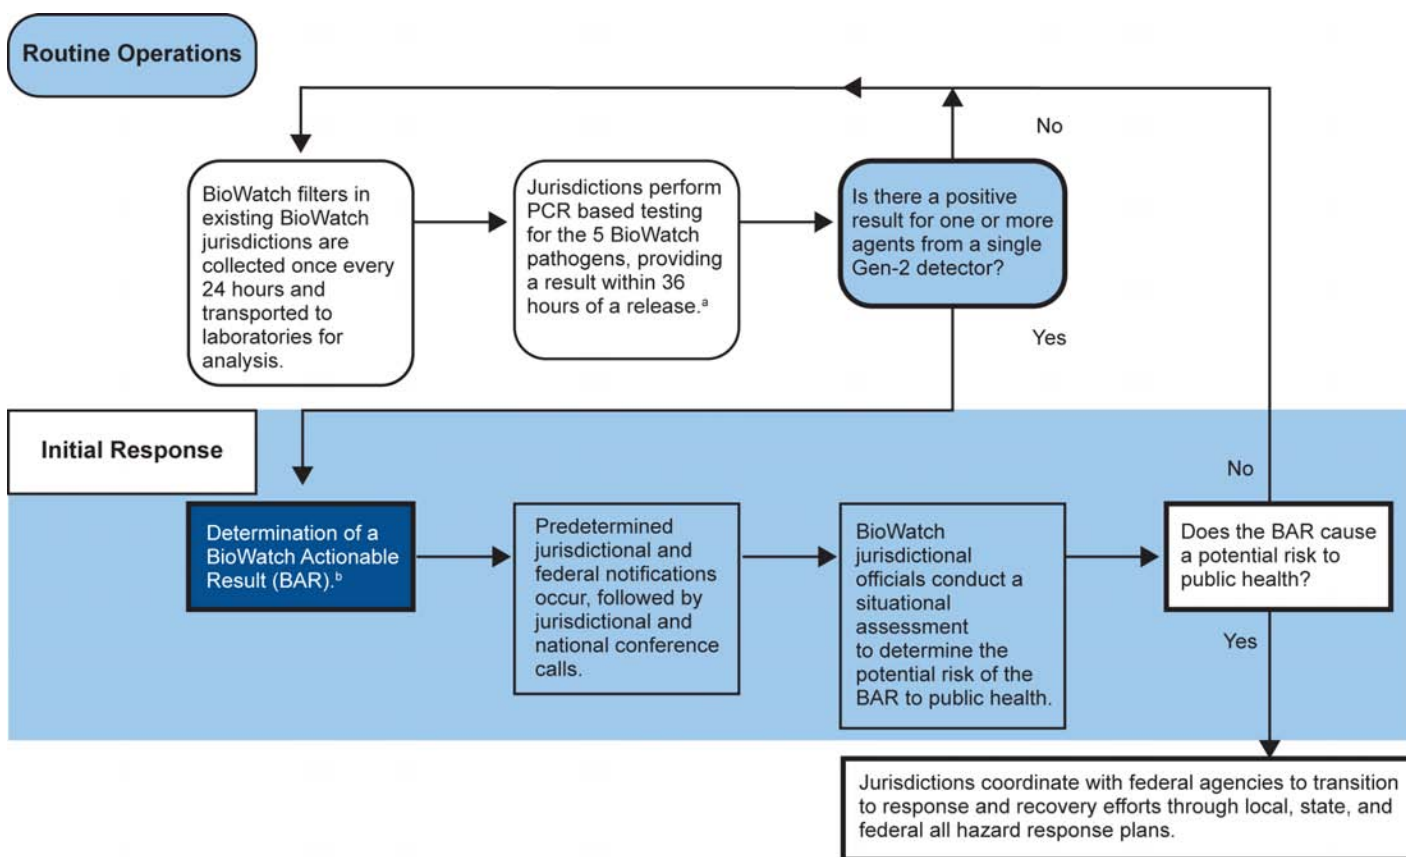 Routine Operations
No
BioWatch filters in
existing BioWatch
jurisdictions are
collected once every
24 hours and
transported to
laboratories for
analysis.
Jurisdictions perform
PCR based testing
for the 5 BioWatch
pathogens, providing
a result within 36
hours of a release.ᵃ
Is there a positive
result for one or more
agents from a single
Gen-2 detector?
Yes
Initial Response
No
Determination of a
BioWatch Actionable
Result (BAR).ᵇ
Predetermined
jurisdictional and
federal notifications
occur, followed by
jurisdictional and
national conference
calls.
BioWatch
jurisdictional
officials conduct a
situational
assessment
to determine the
potential risk of the
BAR to public health.
Does the BAR cause
a potential risk to
public health?
Yes
Jurisdictions coordinate with federal agencies to transition
to response and recovery efforts through local, state, and
federal all hazard response plans.